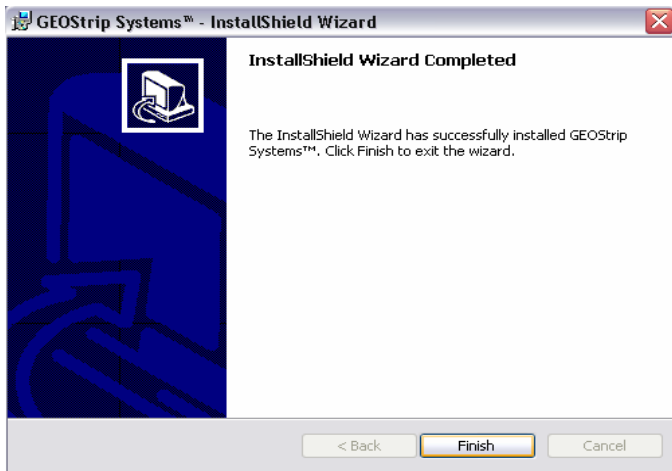 GEOStrip Systems™ - InstallShield Wizard
InstallShield Wizard Completed
The InstallShield Wizard has successfully installed GEOStrip
Systems™. Click Finish to exit the wizard.
< Back Finish Cancel